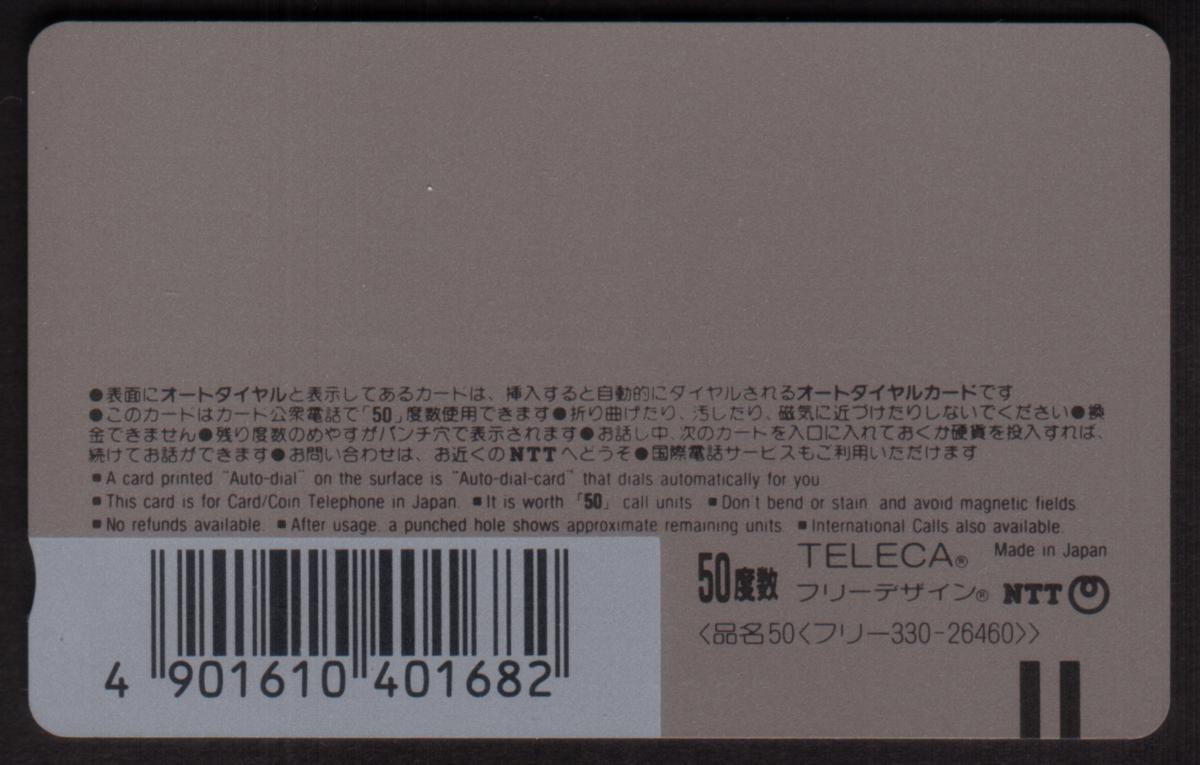 ●表面にオートダイヤルと表示してあるカードは、挿入すると自動的にダイヤルされるオートダイヤルカードです
●このカードはカード公衆電話で「50」度数使用できます●折り曲げたり、汚したり、磁気に近づけたりしないでください●換
金できません●残り度数のめやすがパンチ穴で表示されます●お話し中、次のカードを入口に入れておくか硬貨を投入すれば、
続けてお話ができます●お問い合わせは、お近くのNTTへどうぞ●国際電話サービスもご利用いただけます
■A card printed "Auto-dial" on the surface is "Auto-dial-card" that dials automatically for you.
■This card is for Card/Coin Telephone in Japan. ■It is worth 「50」 call units. ■Don't bend or stain, and avoid magnetic fields.
■No refunds available. ■After usage, a punched hole shows approximate remaining units. ■International Calls also available.
50度数 TELECA® Made in Japan
フリーデザイン® NTT
〈品名50〈フリー330-26460〉〉
4 901610 401682